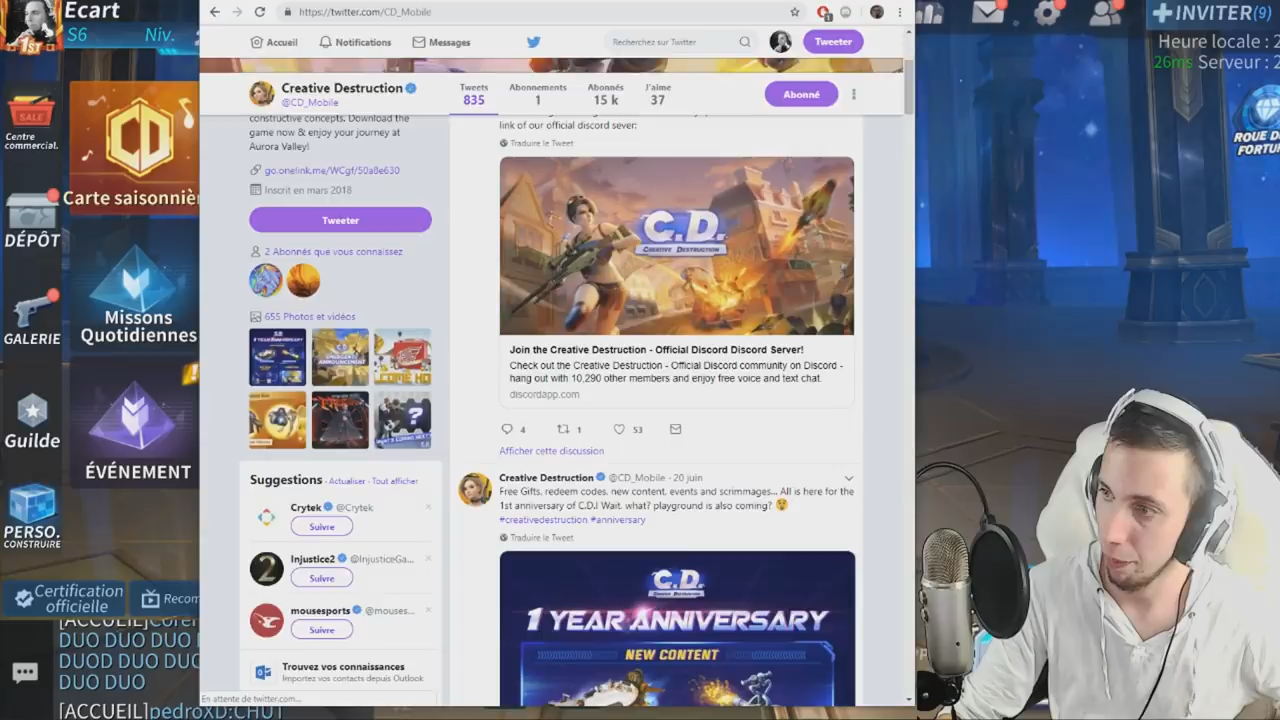 Ecart
S6
Niv.
1ST
SALE
Centre
commercial.
DÉPÔT
GALERIE
Guilde
PERSO.
CONSTRUIRE
CD
Carte saisonnièr
Missons
Quotidiennes
ÉVÉNEMENT
Certification
officielle
Recom
DUO DUO DUO
DUOD DUO DUO
DUO DUO
[ACCUEIL]pedroxD:CHUT
https://twitter.com/CD_Mobile
Accueil
Notifications
Messages
Recherchez sur Twitter
Tweeter
Creative Destruction
@CD_Mobile
Tweets
835
Abonnements
1
Abonnés
15 k
J'aime
37
Abonné
constructive concepts. Download the
game now & enjoy your journey at
Aurora Valley!
go.onelink.me/WCgf/50a8e630
Inscrit en mars 2018
Tweeter
2 Abonnés que vous connaissez
655 Photos et vidéos
Suggestions · Actualiser · Tout afficher
Crytek @Crytek
Suivre
Injustice2 @InjusticeGa...
Suivre
mousesports @mouses...
Suivre
Trouvez vos connaissances
Importez vos contacts depuis Outlook
En attente de twitter.com...
link of our official discord sever:
Traduire le Tweet
C.D.
CREATIVE DESTRUCTION
Join the Creative Destruction - Official Discord Discord Server!
Check out the Creative Destruction - Official Discord community on Discord -
hang out with 10,290 other members and enjoy free voice and text chat.
discordapp.com
4
1
53
Afficher cette discussion
Creative Destruction @CD_Mobile · 20 juin
Free Gifts, redeem codes, new content, events and scrimmages... All is here for the
1st anniversary of C.D.! Wait, what? playground is also coming? 😲
#creativedestruction #anniversary
Traduire le Tweet
C.D.
1 YEAR ANNIVERSARY
NEW CONTENT
INVITER(9)
Heure locale : 2
26ms Serveur : 2
ROUE DE
FORTUN